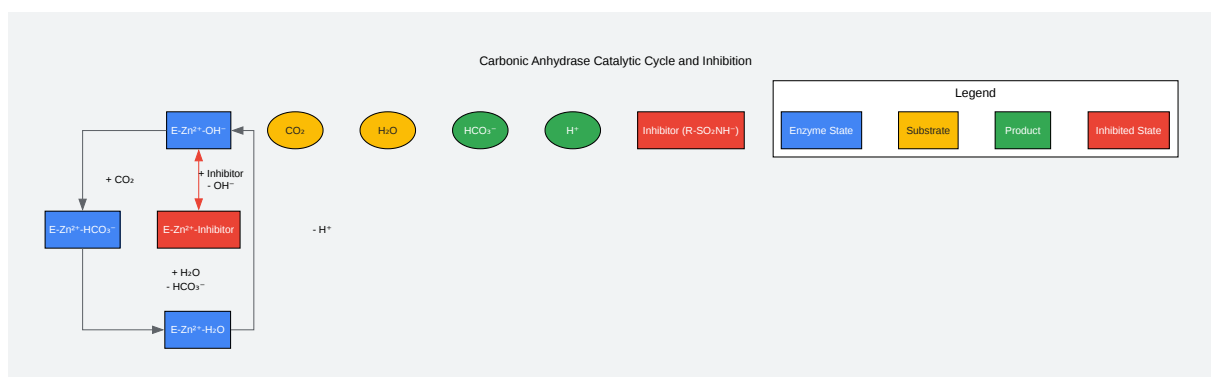 Carbonic Anhydrase Catalytic Cycle and Inhibition
Legend
E-Zn²⁺-OH⁻
CO₂
H₂O
HCO₃⁻
H⁺
Inhibitor (R-SO₂NH⁻)
Enzyme State
Substrate
Product
Inhibited State
+ CO₂
+ Inhibitor
- OH⁻
E-Zn²⁺-HCO₃⁻
E-Zn²⁺-Inhibitor
- H⁺
+ H₂O
- HCO₃⁻
E-Zn²⁺-H₂O